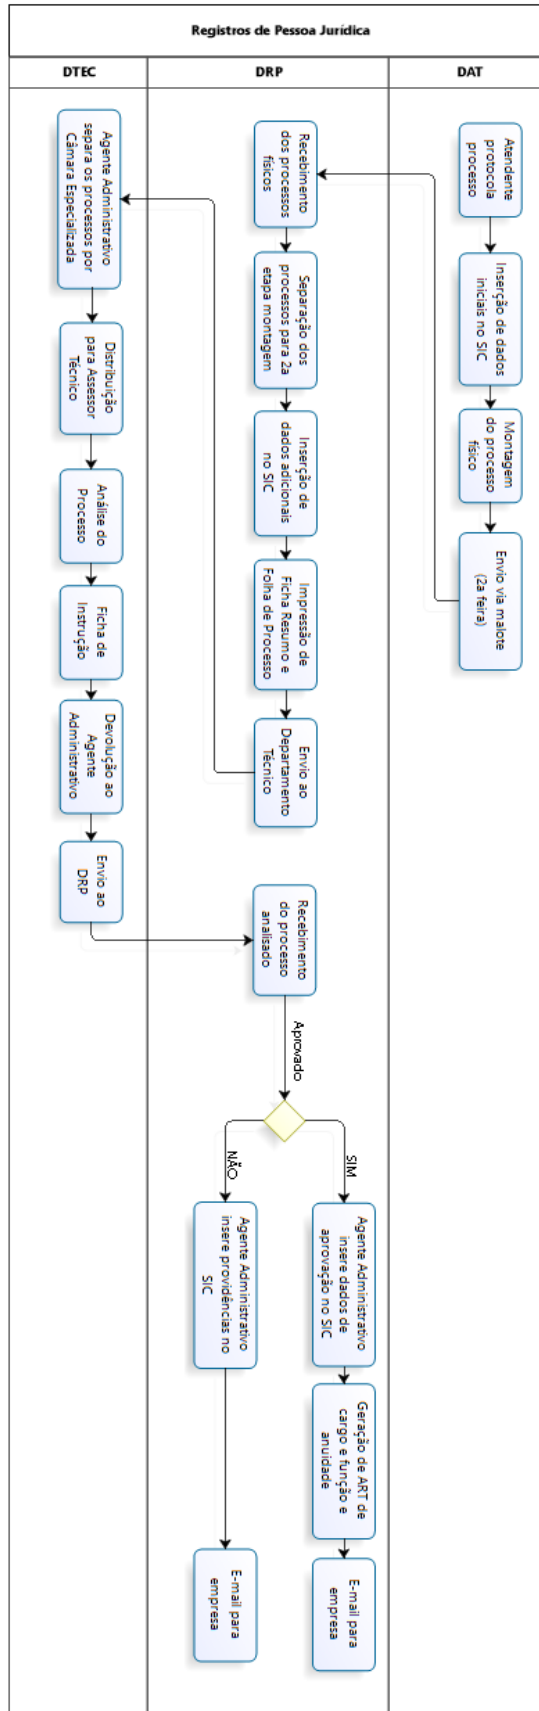 Registros de Pessoa Jurídica
DAT
Atendente
protocola
processo
Inserção de dados
iniciais no SIC
Montagem
do processo
físico
Envio via malote
(2a feira)
DRP
Recebimento
dos processos
físicos
Separação dos
processos para 2a
etapa montagem
Inserção de
dados adicionais
no SIC
Impressão de
Ficha Resumo e
Folha de Processo
Envio ao
Departamento
Técnico
DTEC
Agente Administrativo
separa os processos por
Câmara Especializada
Distribuição
para Assessor
Técnico
Análise do
Processo
Ficha de
Instrução
Devolução ao
Agente
Administrativo
Envio ao
DRP
Recebimento
do processo
analisado
Aprovado
SIM
Agente Administrativo
insere dados de
aprovação no SIC
Geração de ART de
cargo e função e
anuidade
E-mail para
empresa
NÃO
Agente Administrativo
insere providências no
SIC
E-mail para
empresa